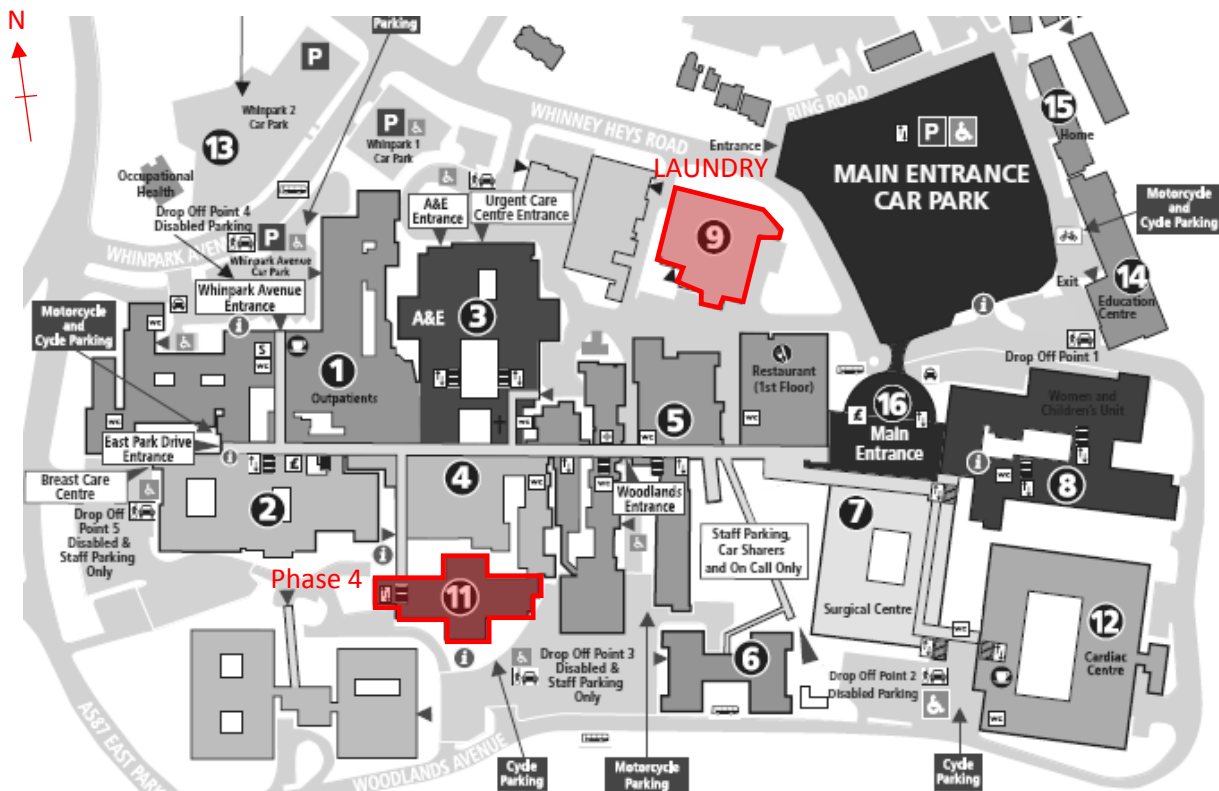 N
Parking
P
Whinpark 2
Car Park
13
P
Whinpark 1
Car Park
WHINNEY HEYS ROAD
RING ROAD
Entrance
P
MAIN ENTRANCE
CAR PARK
15
Home
Motorcycle
and
Cycle Parking
14
Education
Centre
Exit
i
Drop Off Point 1
LAUNDRY
9
Occupational
Health
Drop Off Point 4
Disabled Parking
P
WHINPARK AVEN
Whinpark Avenue
Car Park
Whinpark Avenue
Entrance
A&E
Entrance
Urgent Care
Centre Entrance
Motorcycle
and
Cycle Parking
WC
i
S
WC
1
Outpatients
A&E
3
WC
5
WC
Restaurant
(1st Floor)
WC
£
16
Main
Entrance
Women and
Children's Unit
i
WC
8
WC
East Park Drive
Entrance
i
£
Breast Care
Centre
Drop Off
Point 5
Disabled &
Staff Parking
Only
2
4
WC
WC
Woodlands
Entrance
Staff Parking,
Car Sharers
and On Call Only
7
Surgical Centre
WC
12
Cardiac
Centre
WC
i
Phase 4
11
i
Drop Off Point 3
Disabled &
Staff Parking
Only
6
Drop Off Point 2
Disabled Parking
A587 EAST PARK
WOODLANDS AVENUE
Cycle
Parking
Motorcycle
Parking
Cycle
Parking